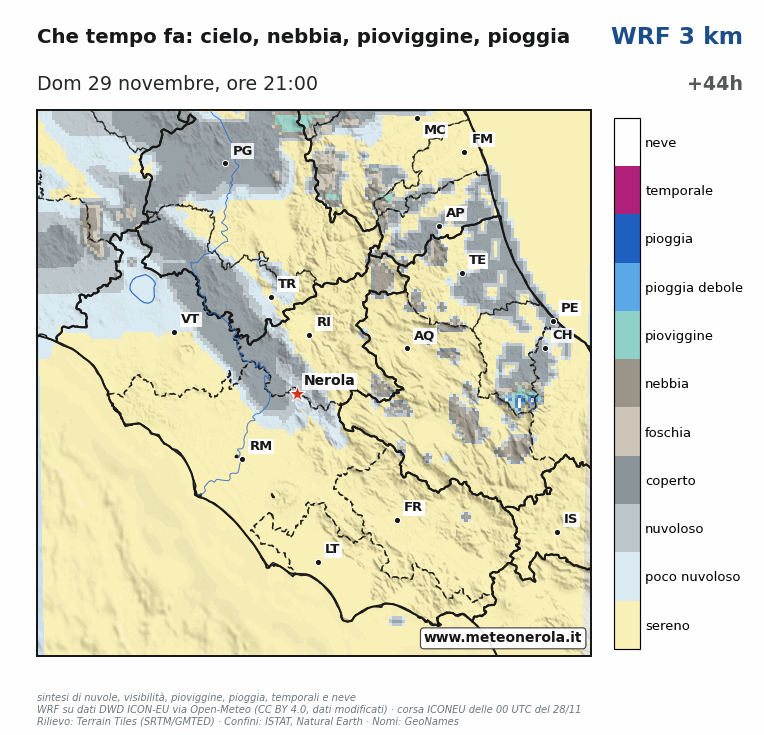 Che tempo fa: cielo, nebbia, pioviggine, pioggia
WRF 3 km
Dom 29 novembre, ore 21:00
+44h
MC
FM
PG
AP
TE
TR
PE
VT
RI
AQ
CH
Nerola
RM
FR
IS
LT
www.meteonerola.it
neve
temporale
pioggia
pioggia debole
pioviggine
nebbia
foschia
coperto
nuvoloso
poco nuvoloso
sereno
sintesi di nuvole, visibilità, pioviggine, pioggia, temporali e neve
WRF su dati DWD ICON-EU via Open-Meteo (CC BY 4.0, dati modificati) · corsa ICONEU delle 00 UTC del 28/11
Rilievo: Terrain Tiles (SRTM/GMTED) · Confini: ISTAT, Natural Earth · Nomi: GeoNames